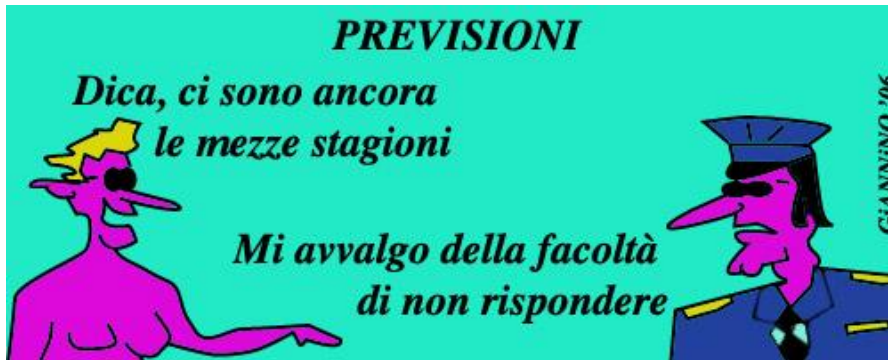 PREVISIONI
Dica, ci sono ancora
le mezze stagioni
Mi avvalgo della facoltà
di non rispondere
GiANNiNO '06